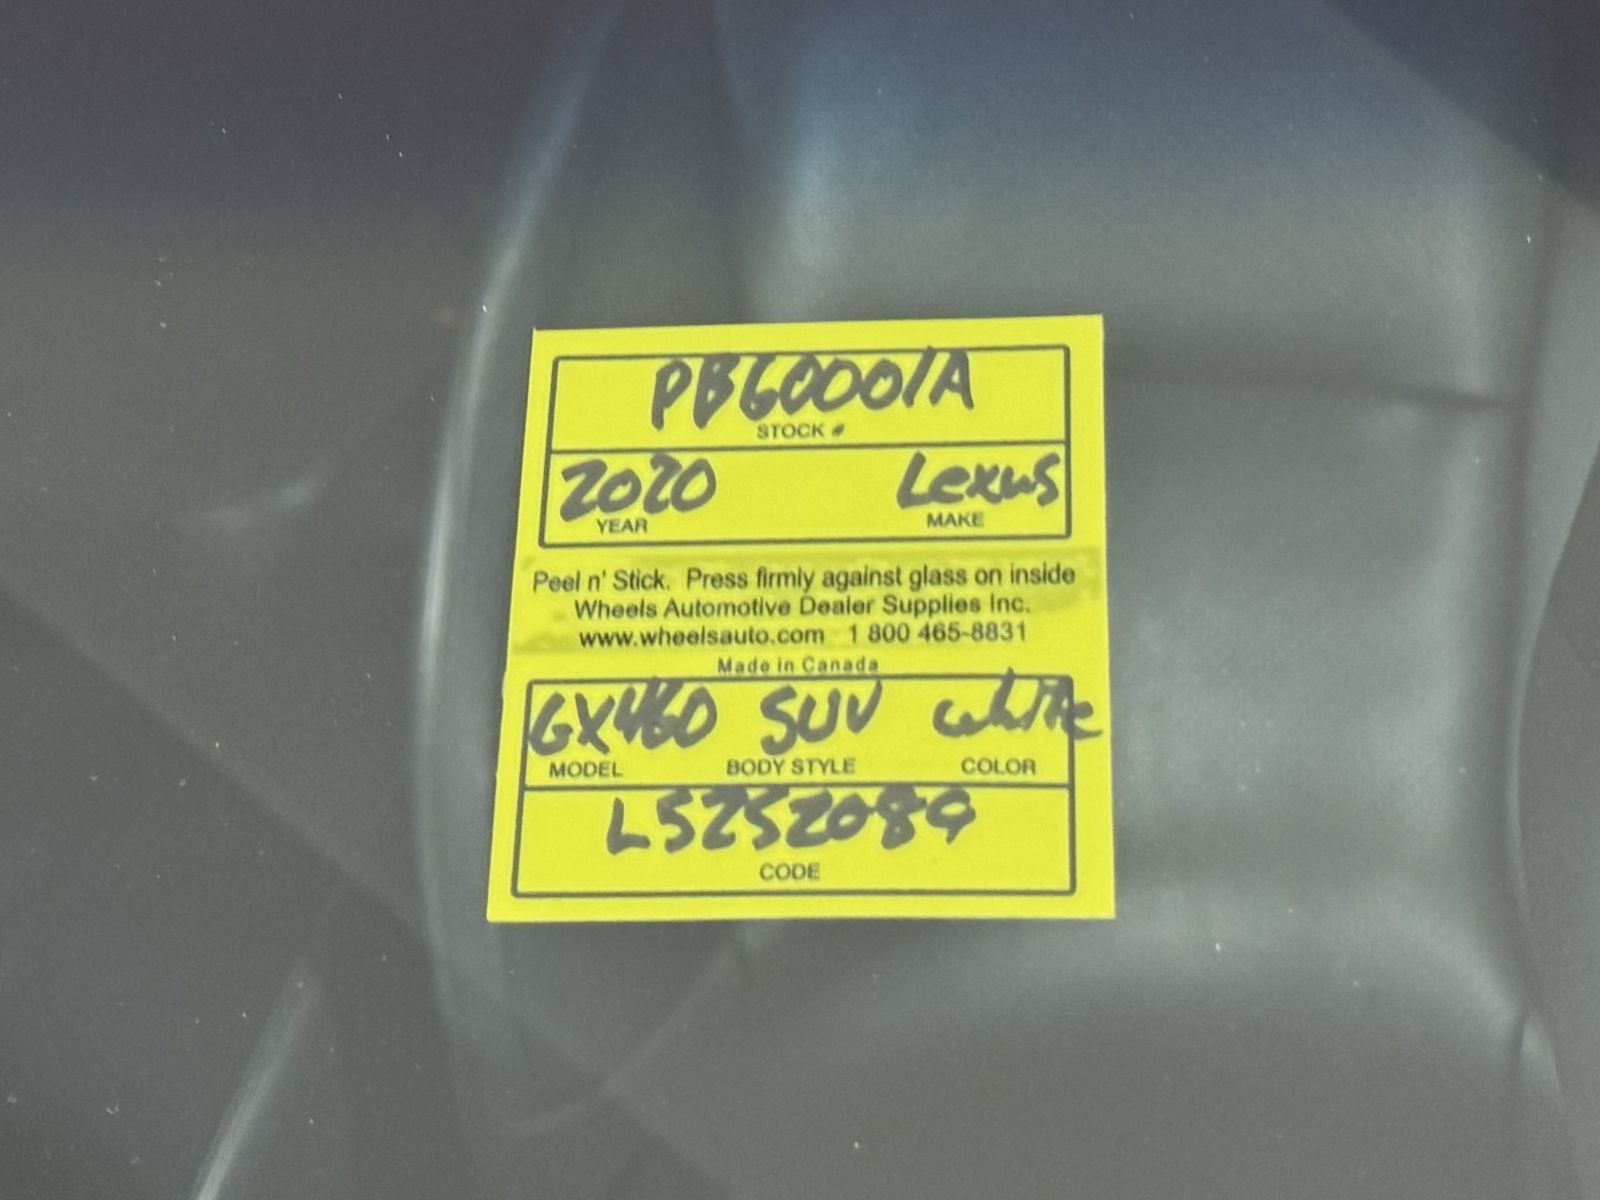 PB60001A
STOCK #
2020 Lexus
YEAR MAKE
Peel n' Stick. Press firmly against glass on inside
Wheels Automotive Dealer Supplies Inc.
www.wheelsauto.com 1 800 465-8831
Made in Canada
GX460 SUV white
MODEL BODY STYLE COLOR
L5252089
CODE